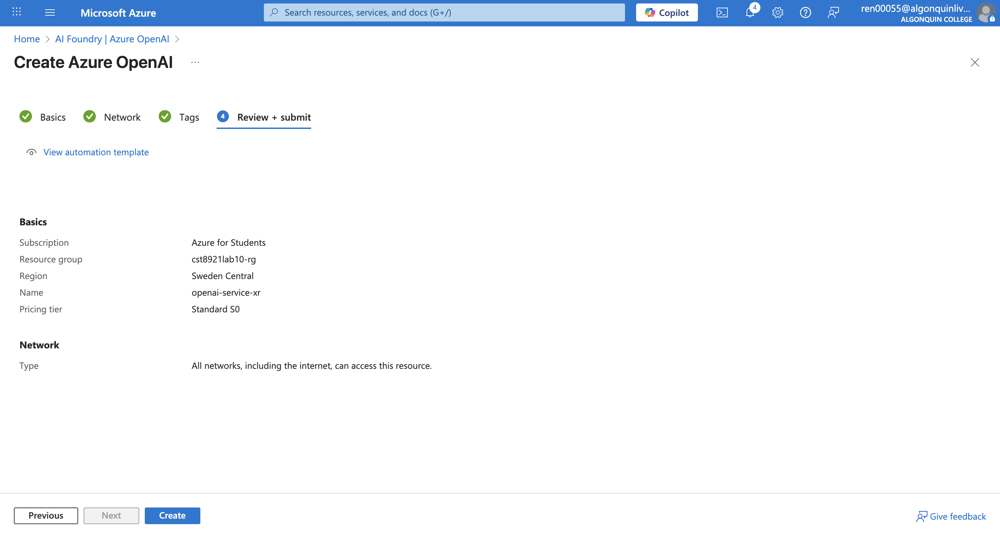 Microsoft Azure
Search resources, services, and docs (G+/)
Copilot
4
ren00055@algonquinliv...
ALGONQUIN COLLEGE
Home > AI Foundry | Azure OpenAI >
Create Azure OpenAI ...
Basics
Network
Tags
4 Review + submit
View automation template
Basics
Subscription Azure for Students
Resource group cst8921lab10-rg
Region Sweden Central
Name openai-service-xr
Pricing tier Standard S0
Network
Type All networks, including the internet, can access this resource.
Previous
Next
Create
Give feedback